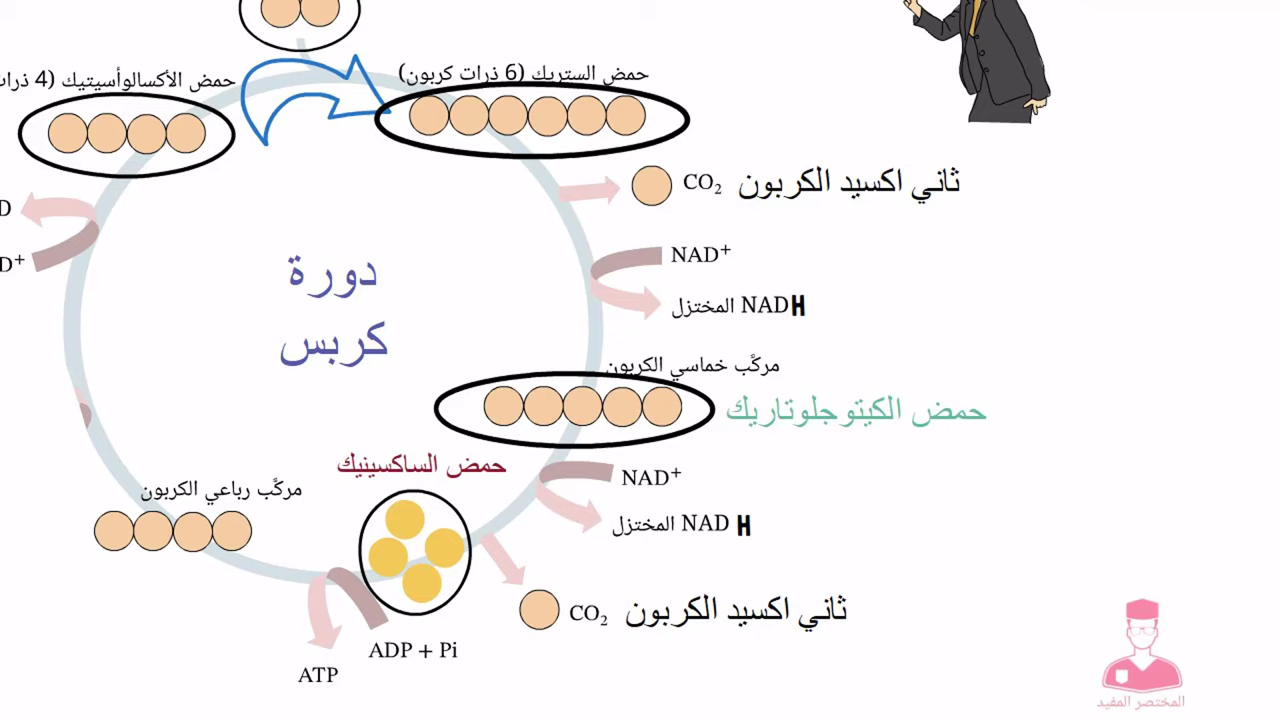 حمض الستريك (6 ذرات كربون)
حمض الأكسالوأسيتيك (4
CO₂ ثاني اكسيد الكربون
D
NAD⁺
D⁺
دورة
كربس
NADH المختزل
مركَّب خماسي الكربون
حمض الكيتوجلوتاريك
حمض الساكسينيك
NAD⁺
مركَّب رباعي الكربون
NAD H المختزل
CO₂ ثاني اكسيد الكربون
ADP + Pi
ATP
المختصر المفيد